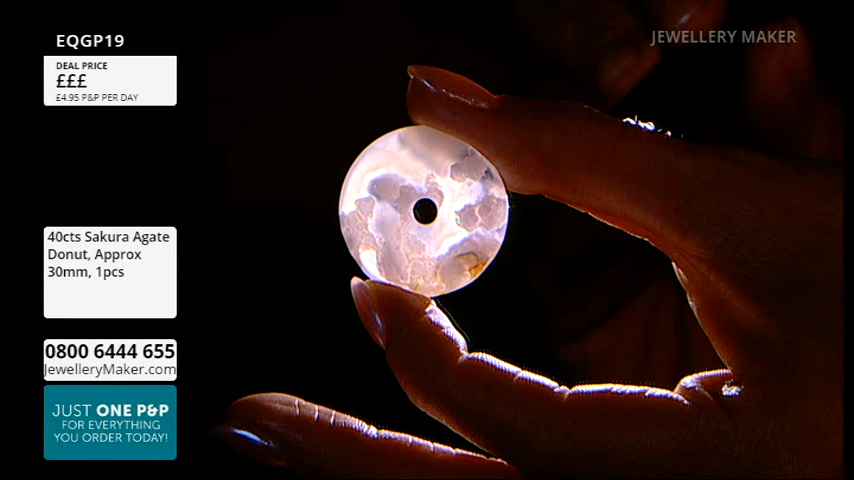 EQGP19
DEAL PRICE
£££
£4.95 P&P PER DAY
JEWELLERY MAKER
40cts Sakura Agate
Donut, Approx
30mm, 1pcs
0800 6444 655
JewelleryMaker.com
JUST ONE P&P
FOR EVERYTHING
YOU ORDER TODAY!